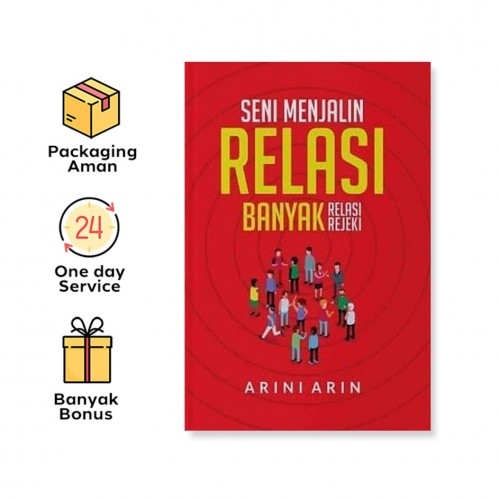 Packaging
Aman
24
One day
Service
Banyak
Bonus
SENI MENJALIN
RELASI
BANYAK RELASI
REJEKI
ARINI ARIN